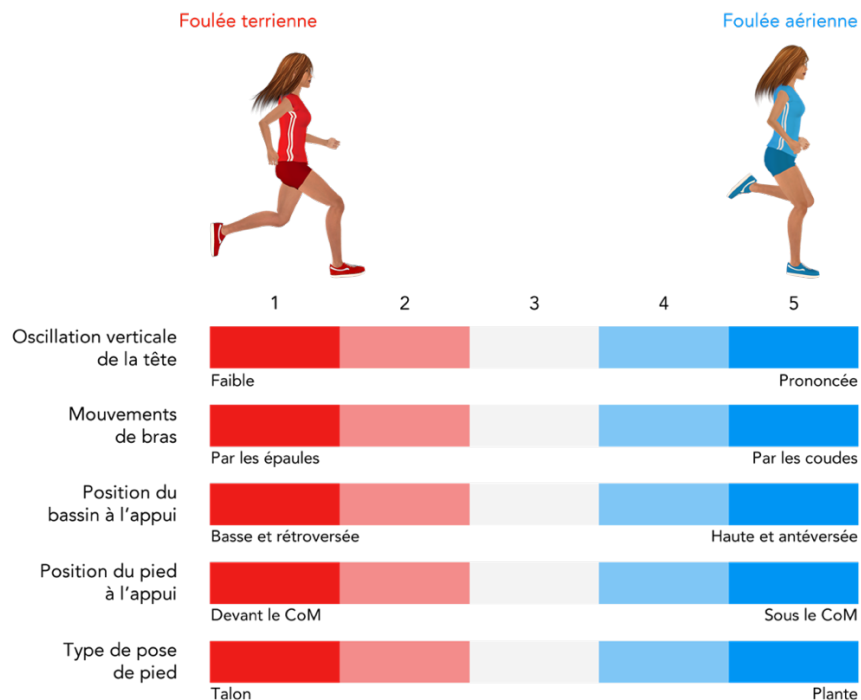 Foulée terrienne
Foulée aérienne
1 2 3 4 5
Oscillation verticale
de la tête
Faible
Prononcée
Mouvements
de bras
Par les épaules
Par les coudes
Position du
bassin à l’appui
Basse et rétroversée
Haute et antéversée
Position du pied
à l’appui
Devant le CoM
Sous le CoM
Type de pose
de pied
Talon
Plante